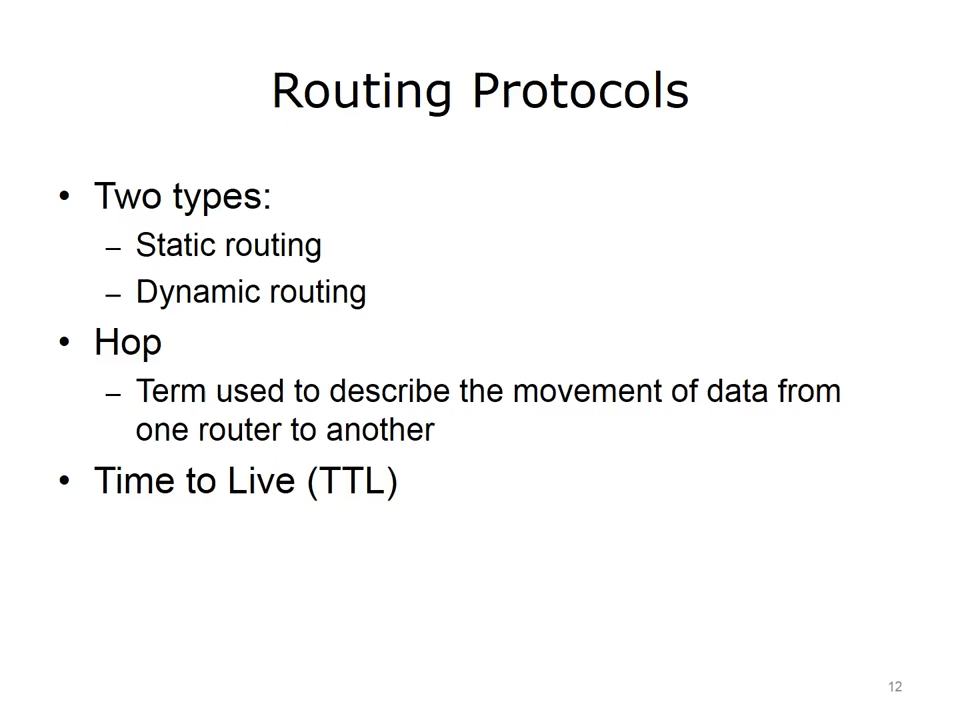 Routing Protocols
• Two types:
– Static routing
– Dynamic routing
• Hop
– Term used to describe the movement of data from
one router to another
• Time to Live (TTL)
12